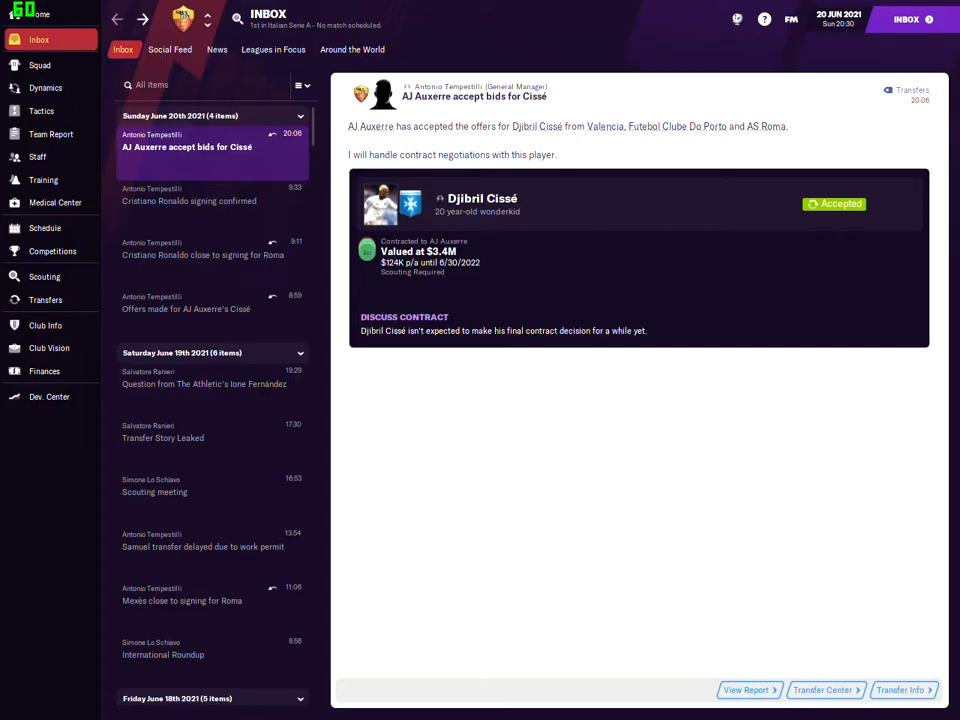 60
ome
INBOX
1st in Italian Serie A - No match scheduled.
?
FM
20 JUN 2021
Sun 20:30
INBOX
Inbox
Social Feed
News
Leagues in Focus
Around the World
Inbox
Squad
Dynamics
Tactics
Team Report
Staff
Training
Medical Center
Schedule
Competitions
Scouting
Transfers
Club Info
Club Vision
Finances
Dev. Center
All Items
Sunday June 20th 2021 (4 items)
Antonio Tempestilli 20:06
AJ Auxerre accept bids for Cissé
Antonio Tempestilli 9:33
Cristiano Ronaldo signing confirmed
Antonio Tempestilli 9:11
Cristiano Ronaldo close to signing for Roma
Antonio Tempestilli 8:59
Offers made for AJ Auxerre's Cissé
Saturday June 19th 2021 (6 items)
Salvatore Ranieri 19:29
Question from The Athletic's Ione Fernández
Salvatore Ranieri 17:30
Transfer Story Leaked
Simone Lo Schiavo 16:53
Scouting meeting
Antonio Tempestilli 13:54
Samuel transfer delayed due to work permit
Antonio Tempestilli 11:06
Mexès close to signing for Roma
Simone Lo Schiavo 8:56
International Roundup
Friday June 18th 2021 (5 items)
Antonio Tempestilli (General Manager)
AJ Auxerre accept bids for Cissé
Transfers
20:06
AJ Auxerre has accepted the offers for Djibril Cissé from Valencia, Futebol Clube Do Porto and AS Roma.
I will handle contract negotiations with this player.
Djibril Cissé
20 year-old wonderkid
Accepted
Contracted to AJ Auxerre
Valued at $3.4M
$124K p/a until 6/30/2022
Scouting Required
DISCUSS CONTRACT
Djibril Cissé isn't expected to make his final contract decision for a while yet.
View Report
Transfer Center
Transfer Info